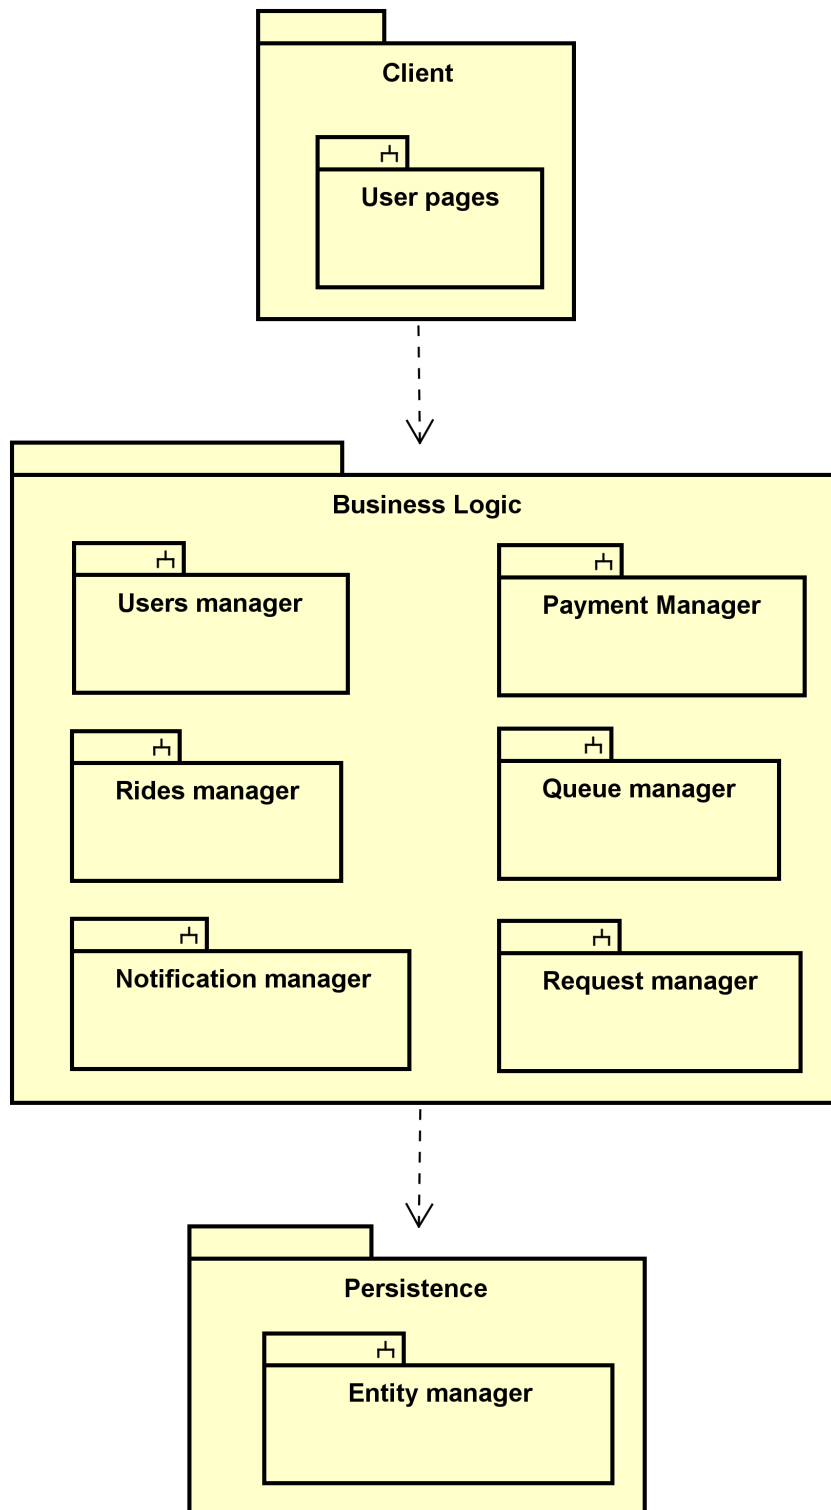 Client
User pages
Business Logic
Users manager
Payment Manager
Rides manager
Queue manager
Notification manager
Request manager
Persistence
Entity manager